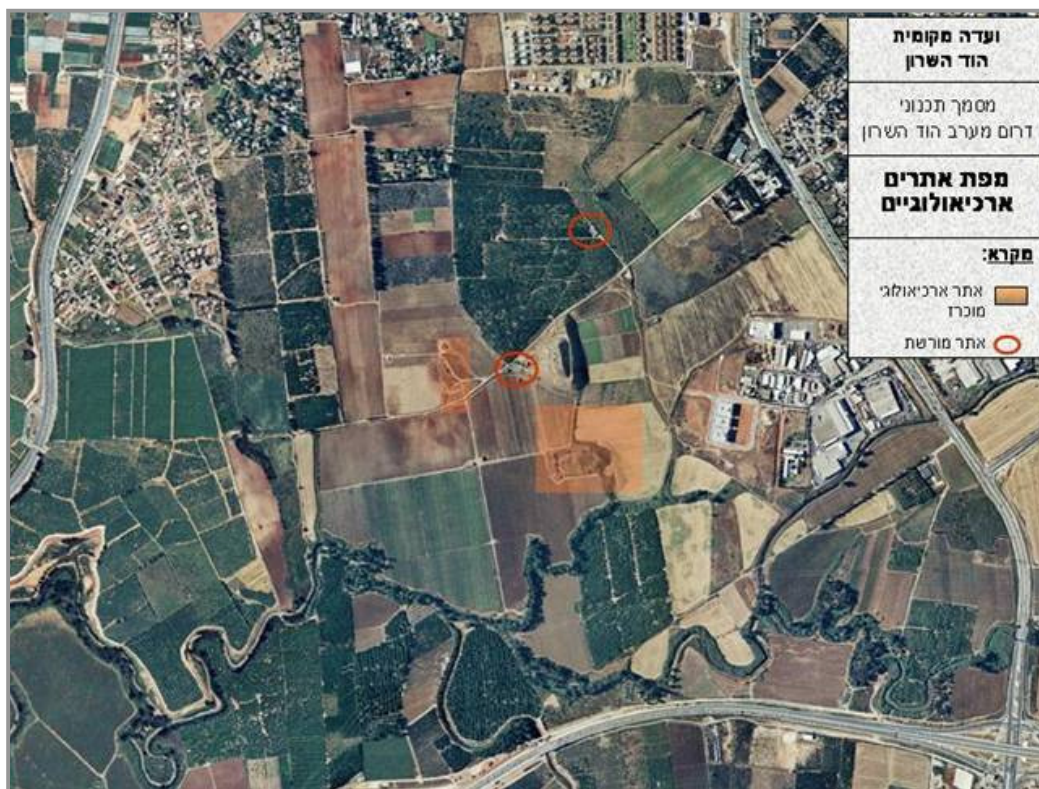 ועדה מקומית
הוד השרון
מסמך תכנוני
דרום מערב הוד השרון
מפת אתרים
ארכיאולוגיים
מקרא:
אתר ארכיאולוגי
מוכרז
אתר מורשת